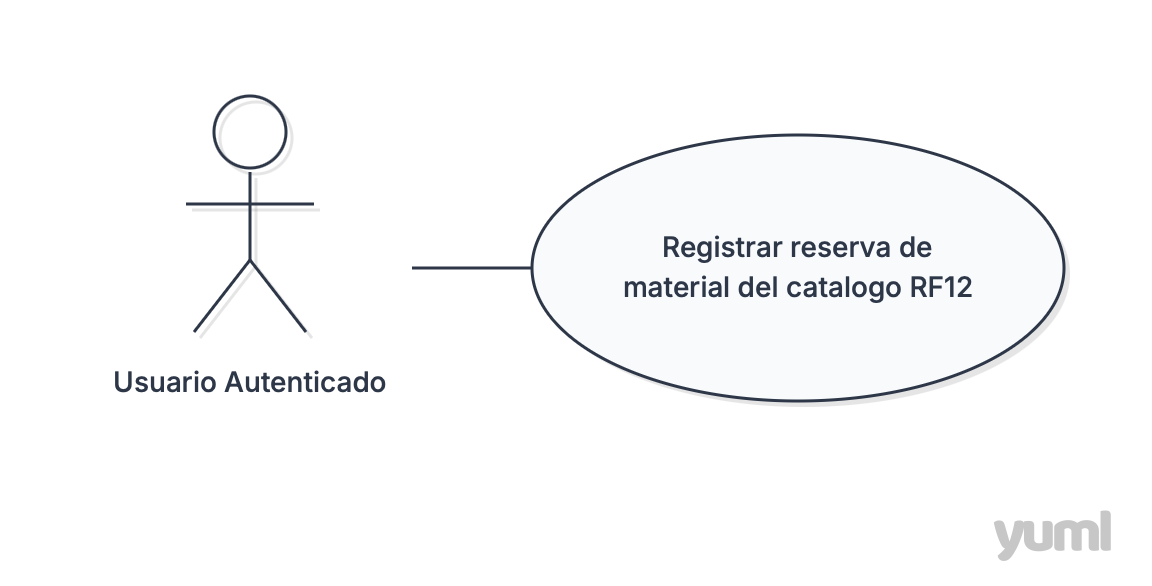 Registrar reserva de
material del catalogo RF12
Usuario Autenticado
yuml